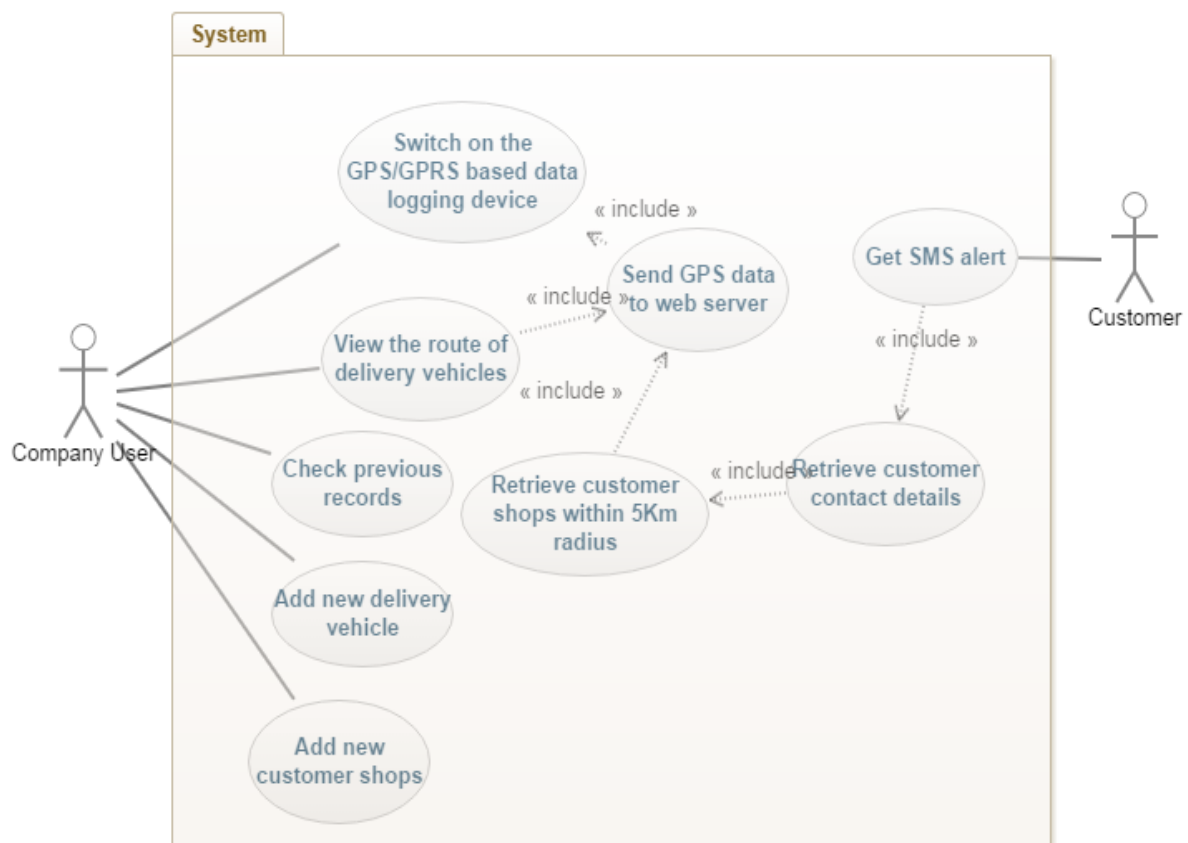 System
Switch on the
GPS/GPRS based data
logging device
« include »
Send GPS data
to web server
« include »
Get SMS alert
Customer
« include »
View the route of
delivery vehicles
« include »
Company User
Check previous
records
Retrieve customer
shops within 5Km
radius
« include »
Retrieve customer
contact details
Add new delivery
vehicle
Add new
customer shops